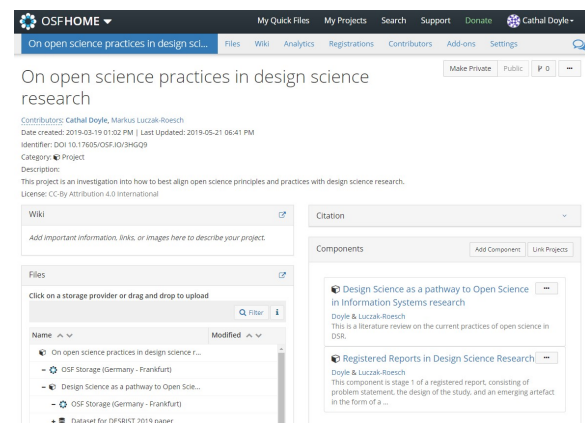 OSFHOME
My Quick Files My Projects Search Support Donate Cathal Doyle
On open science practices in design sci... Files Wiki Analytics Registrations Contributors Add-ons Settings
On open science practices in design science
research
Make Private Public 0 ...
Contributors: Cathal Doyle, Markus Luczak-Roesch
Date created: 2019-03-19 01:02 PM | Last Updated: 2019-05-21 06:41 PM
Identifier: DOI 10.17605/OSF.IO/3HGQ9
Category: Project
Description:
This project is an investigation into how to best align open science principles and practices with design science research.
License: CC-By Attribution 4.0 International
Wiki
Add important information, links, or images here to describe your project.
Files
Click on a storage provider or drag and drop to upload
Filter i
Name Modified
On open science practices in design science r...
- OSF Storage (Germany - Frankfurt)
- Design Science as a pathway to Open Scie...
- OSF Storage (Germany - Frankfurt)
+ Dataset for DESRIST 2019 paper
Citation
Components Add Component Link Projects
Design Science as a pathway to Open Science ...
in Information Systems research
Doyle & Luczak-Roesch
This is a literature review on the current practices of open science in
DSR.
Registered Reports in Design Science Research ...
Doyle & Luczak-Roesch
This component is stage 1 of a registered report, consisting of
problem statement, the design of the study, and an emerging artefact
in the form of a ...